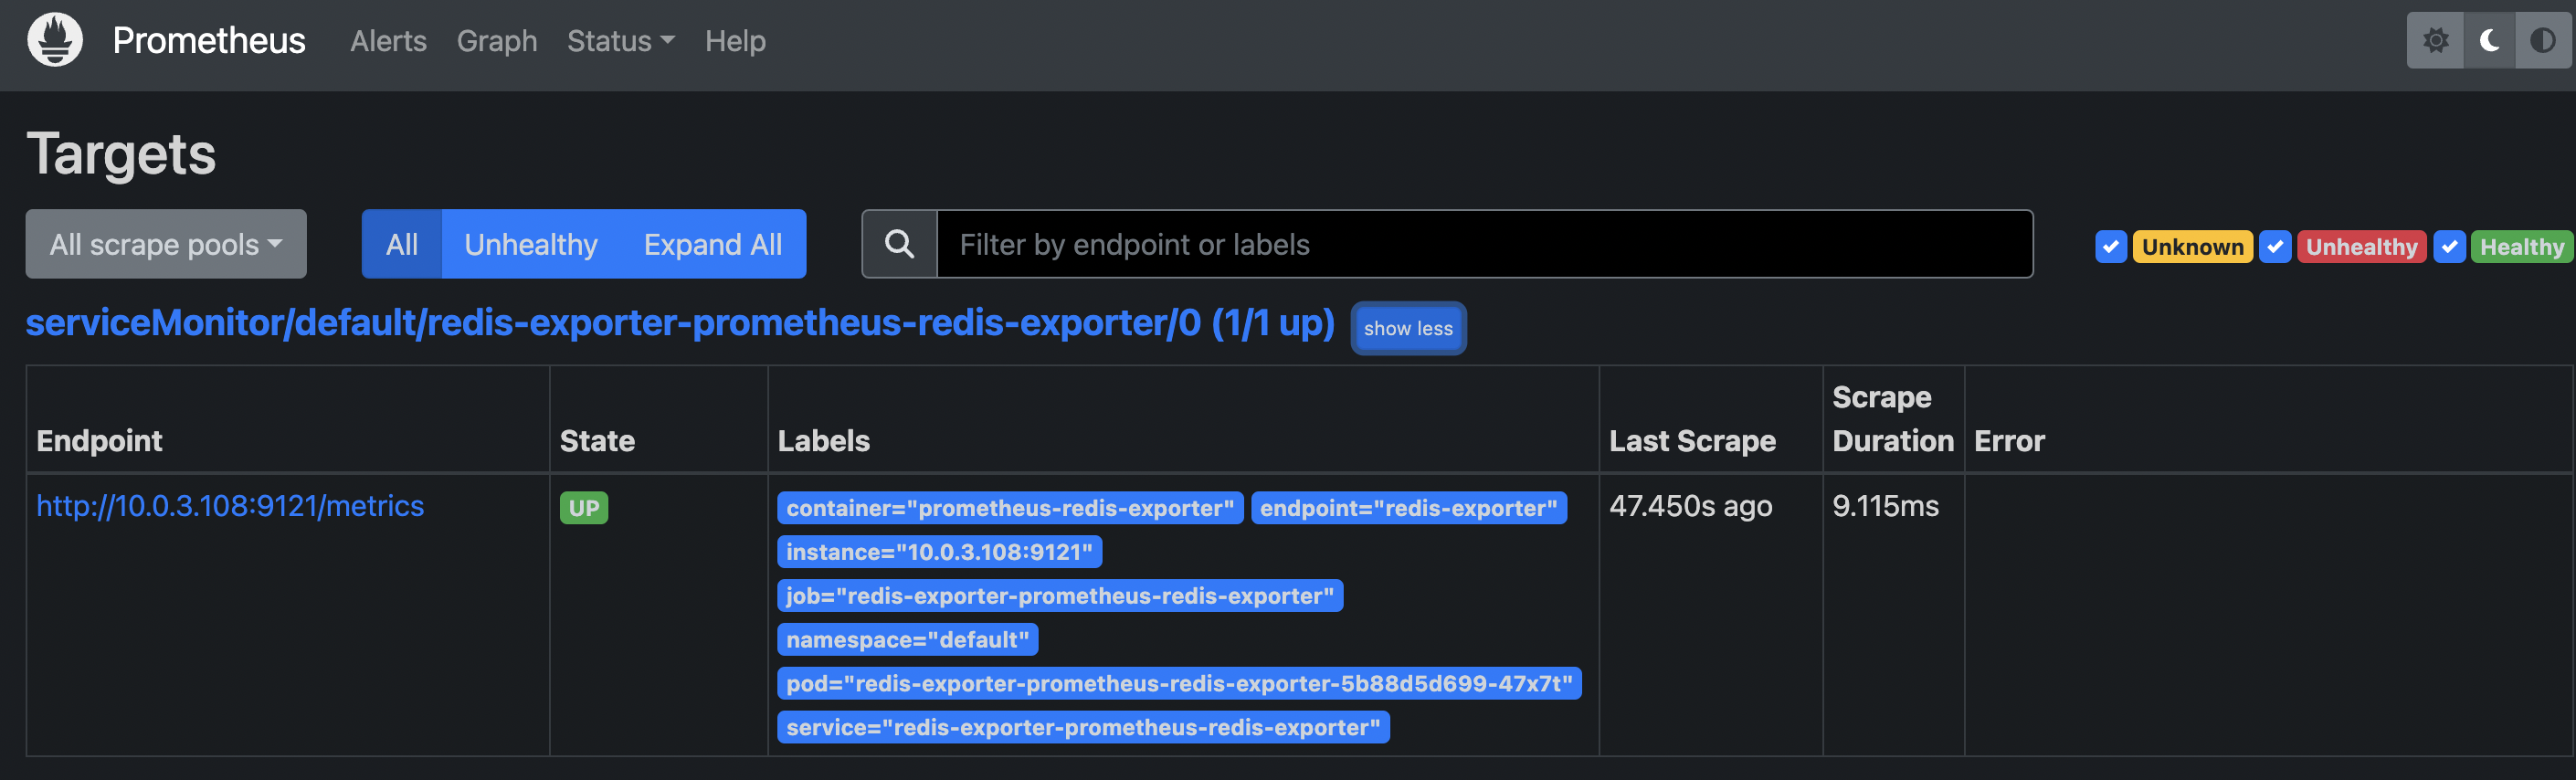 Prometheus Alerts Graph Status Help
Targets
All scrape pools All Unhealthy Expand All Filter by endpoint or labels Unknown Unhealthy Healthy
serviceMonitor/default/redis-exporter-prometheus-redis-exporter/0 (1/1 up) show less
Endpoint State Labels Last Scrape Scrape Duration Error
http://10.0.3.108:9121/metrics UP container="prometheus-redis-exporter" endpoint="redis-exporter" 47.450s ago 9.115ms
instance="10.0.3.108:9121"
job="redis-exporter-prometheus-redis-exporter"
namespace="default"
pod="redis-exporter-prometheus-redis-exporter-5b88d5d699-47x7t"
service="redis-exporter-prometheus-redis-exporter"